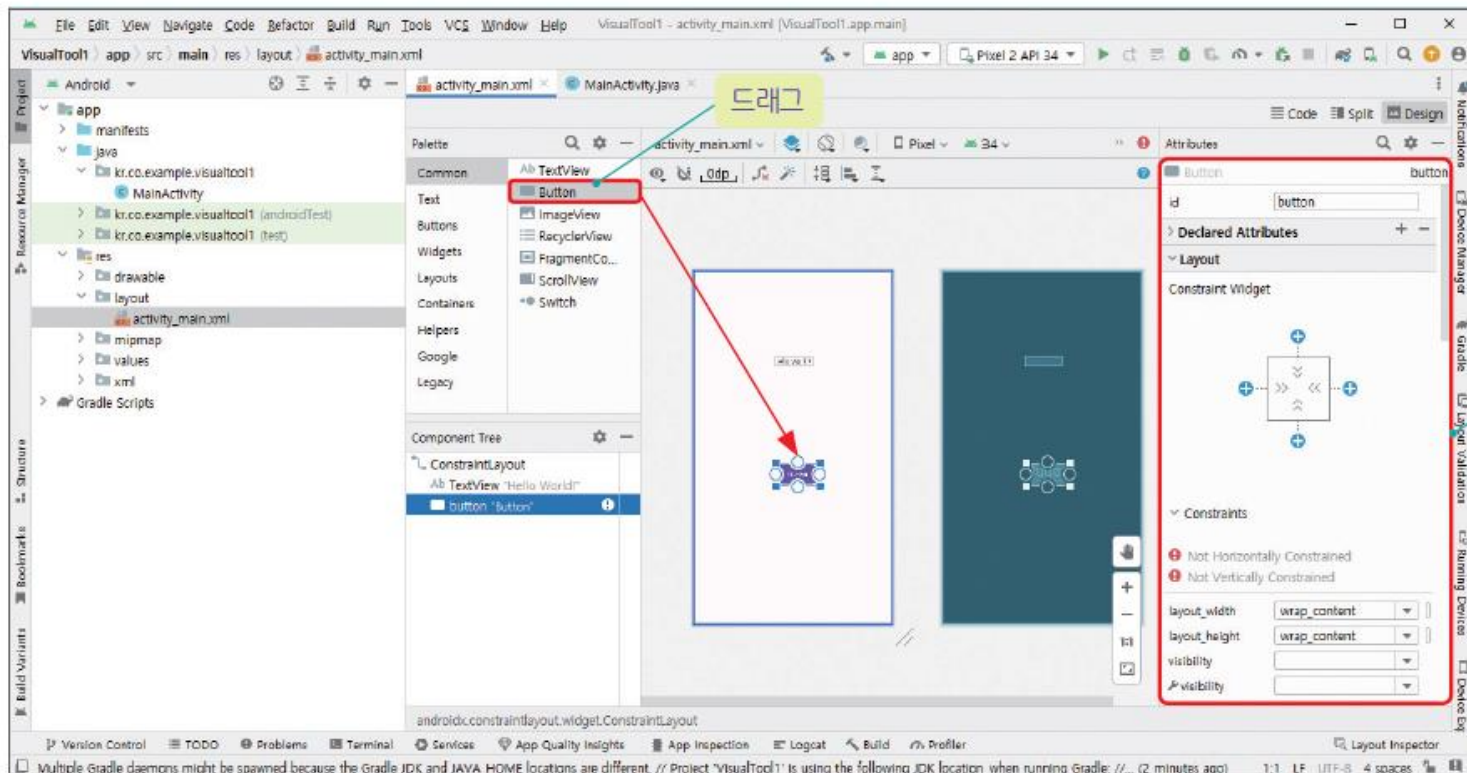 File Edit View Navigate Code Refactor Build Run Tools VCS Window Help VisualTool1 - activity_main.xml [VisualTool1.app.main]
VisualTool1 app src main res layout activity_main.xml
app Pixel 2 API 34
Android
activity_main.xml MainActivity.java
드래그
Code Split Design
Project
Resource Manager
Structure
Bookmarks
Build Variants
app
manifests
java
kr.co.example.visualtool1
MainActivity
kr.co.example.visualtool1 (androidTest)
kr.co.example.visualtool1 (test)
res
drawable
layout
activity_main.xml
mipmap
values
xml
Gradle Scripts
Palette
Common
Text
Buttons
Widgets
Layouts
Containers
Helpers
Google
Legacy
Ab TextView
Button
ImageView
RecyclerView
FragmentCo...
ScrollView
Switch
Component Tree
ConstraintLayout
Ab TextView "Hello World!"
button "Button"
activity_main.xml Pixel 34
0dp
1:1
Attributes
Button button
id button
Declared Attributes
Layout
Constraint Widget
Constraints
Not Horizontally Constrained
Not Vertically Constrained
layout_width wrap_content
layout_height wrap_content
visibility
visibility
Notifications
Device Manager
Gradle
Layout Validation
Running Devices
androidx.constraintlayout.widget.ConstraintLayout
Version Control TODO Problems Terminal Services App Quality Insights App Inspection Logcat Build Profiler Layout Inspector
Multiple Gradle daemons might be spawned because the Gradle JDK and JAVA_HOME locations are different. // Project 'VisualTool1' is using the following JDK location when running Gradle: //... (2 minutes ago) 1:1 LF UTF-8 4 spaces